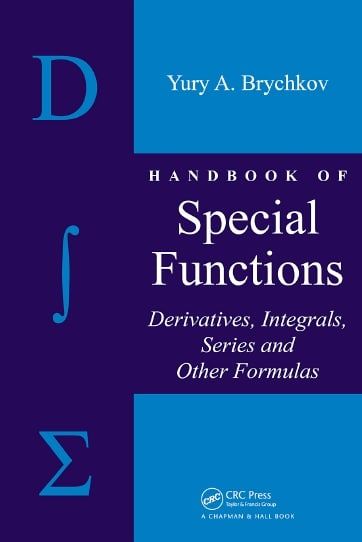 D
∫
Σ
Yury A. Brychkov
HANDBOOK OF
Special
Functions
Derivatives, Integrals,
Series and
Other Formulas
CRC
CRC Press
Taylor & Francis Group
A CHAPMAN & HALL BOOK